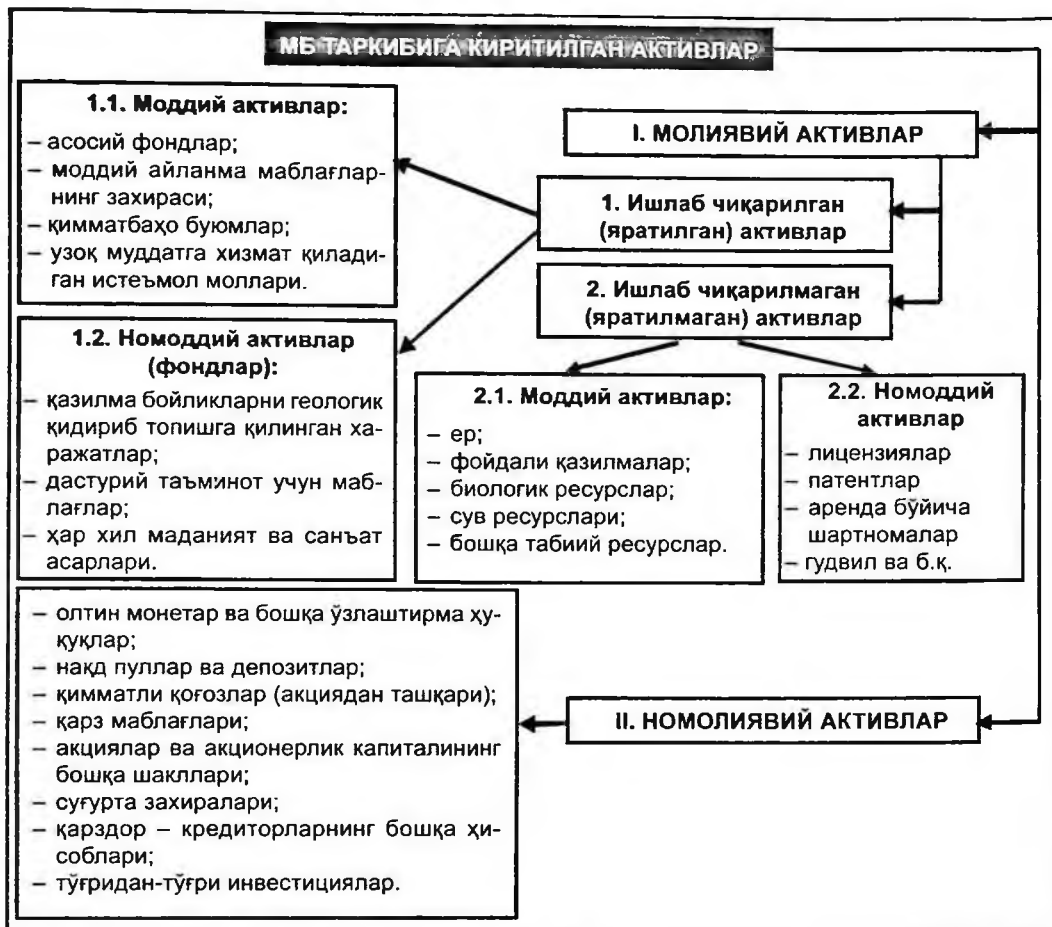 МБ ТАРКИБИГА КИРИТИЛГАН АКТИВЛАР
1.1. Моддий активлар:
– асосий фондлар;
– моддий айланма маблағлар-
нинг захираси;
– қимматбаҳо буюмлар;
– узоқ муддатга хизмат қилади-
ган истеъмол моллари.
I. МОЛИЯВИЙ АКТИВЛАР
1. Ишлаб чиқарилган
(яратилган) активлар
2. Ишлаб чиқарилмаган
(яратилмаган) активлар
1.2. Номоддий активлар
(фондлар):
– қазилма бойликларни геологик
қидириб топишга қилинган ха-
ражатлар;
– дастурий таъминот учун маб-
лағлар;
– ҳар хил маданият ва санъат
асарлари.
2.1. Моддий активлар:
– ер;
– фойдали қазилмалар;
– биологик ресурслар;
– сув ресурслари;
– бошқа табиий ресурслар.
2.2. Номоддий
активлар
– лицензиялар
– патентлар
– аренда бўйича
шартномалар
– гудвил ва б.қ.
– олтин монетар ва бошқа ўзлаштирма ҳу-
қуқлар;
– нақд пуллар ва депозитлар;
– қимматли қоғозлар (акциядан ташқари);
– қарз маблағлари;
– акциялар ва акционерлик капиталининг
бошқа шакллари;
– суғурта захиралари;
– қарздор – кредиторларнинг бошқа ҳи-
соблари;
– тўғридан-тўғри инвестициялар.
II. НОМОЛИЯВИЙ АКТИВЛАР